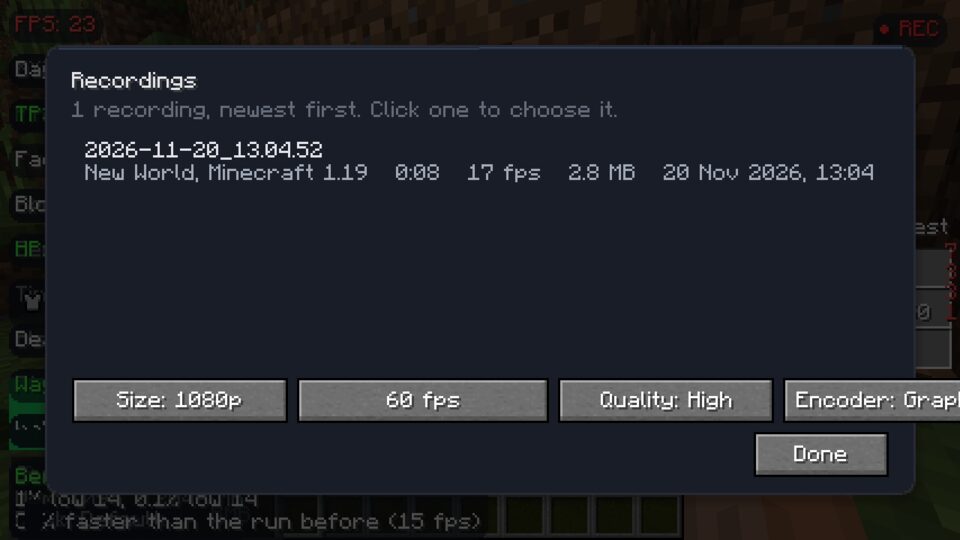 FPS: 23
REC
Recordings
1 recording, newest first. Click one to choose it.
2026-11-20_13.04.52
New World, Minecraft 1.19 0:08 17 fps 2.8 MB 20 Nov 2026, 13:04
Size: 1080p
60 fps
Quality: High
Encoder: Grap
Done
faster than the run before (15 fps)